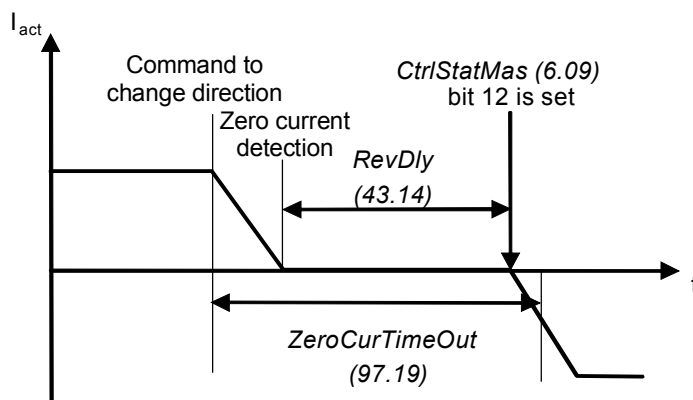 I act
Command to
change direction
Zero current
detection
CtrlStatMas (6.09)
bit 12 is set
RevDly
(43.14)
t
ZeroCurTimeOut
(97.19)